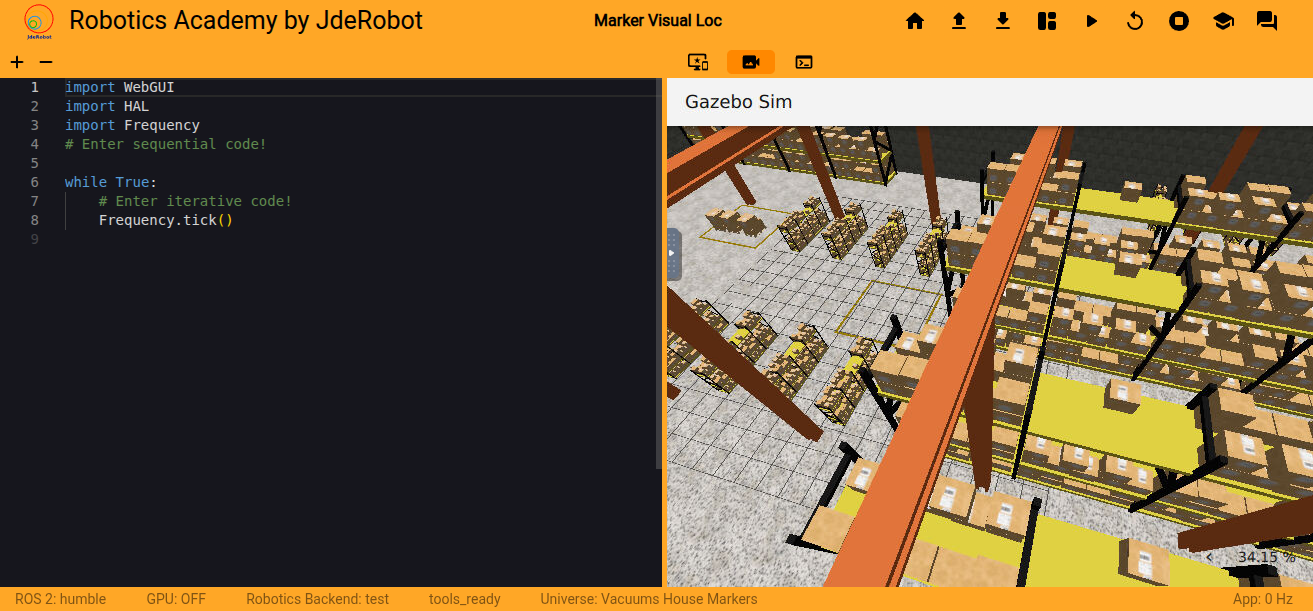 JdeRobot
Robotics Academy by JdeRobot
Marker Visual Loc
1 import WebGUI
2 import HAL
3 import Frequency
4 # Enter sequential code!
5
6 while True:
7 # Enter iterative code!
8 Frequency.tick()
9
Gazebo Sim
34.15 %
ROS 2: humble
GPU: OFF
Robotics Backend: test
tools_ready
Universe: Vacuums House Markers
App: 0 Hz